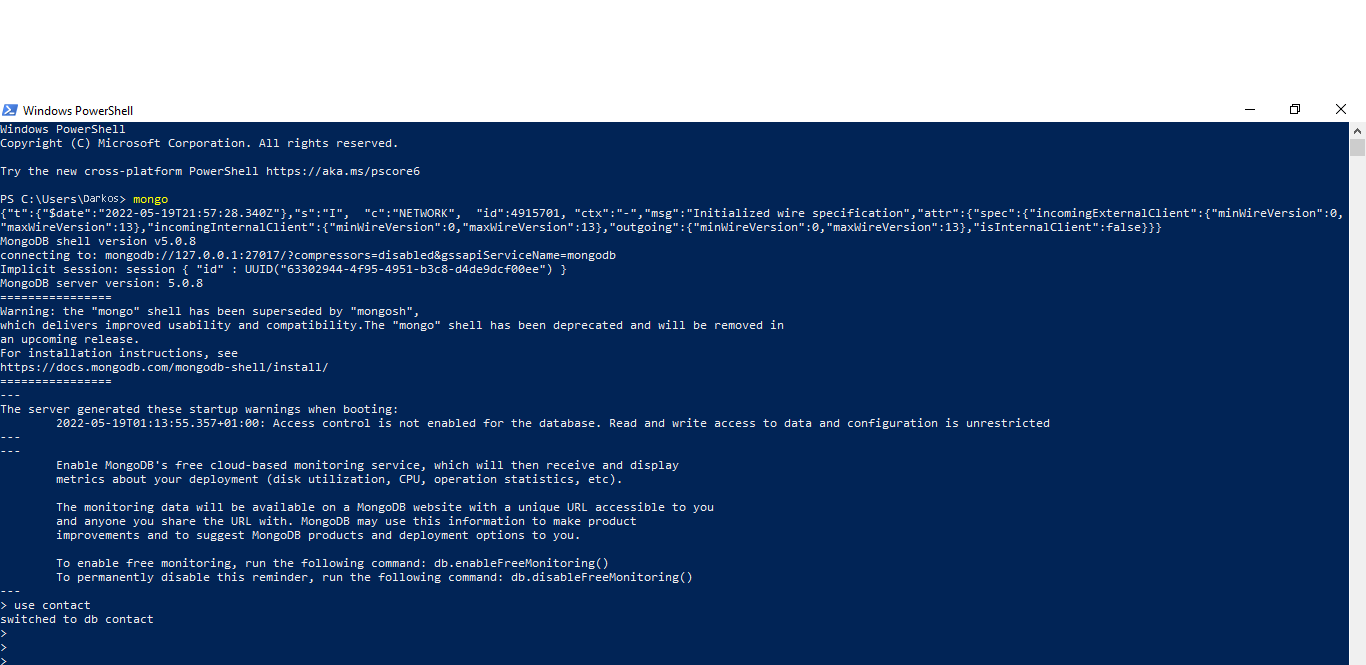 Windows PowerShell
Windows PowerShell
Copyright (C) Microsoft Corporation. All rights reserved.
Try the new cross-platform PowerShell https://aka.ms/pscore6
PS C:\Users\Darkos> mongo
{"t":{"$date":"2022-05-19T21:57:28.340Z"},"s":"I",  "c":"NETWORK",  "id":4915701, "ctx":"-","msg":"Initialized wire specification","attr":{"spec":{"incomingExternalClient":{"minWireVersion":0,
"maxWireVersion":13},"incomingInternalClient":{"minWireVersion":0,"maxWireVersion":13},"outgoing":{"minWireVersion":0,"maxWireVersion":13},"isInternalClient":false}}}
MongoDB shell version v5.0.8
connecting to: mongodb://127.0.0.1:27017/?compressors=disabled&gssapiServiceName=mongodb
Implicit session: session { "id" : UUID("63302944-4f95-4951-b3c8-d4de9dcf00ee") }
MongoDB server version: 5.0.8
================
Warning: the "mongo" shell has been superseded by "mongosh",
which delivers improved usability and compatibility.The "mongo" shell has been deprecated and will be removed in
an upcoming release.
For installation instructions, see
https://docs.mongodb.com/mongodb-shell/install/
================
---
The server generated these startup warnings when booting:
        2022-05-19T01:13:55.357+01:00: Access control is not enabled for the database. Read and write access to data and configuration is unrestricted
---
---
        Enable MongoDB's free cloud-based monitoring service, which will then receive and display
        metrics about your deployment (disk utilization, CPU, operation statistics, etc).
        The monitoring data will be available on a MongoDB website with a unique URL accessible to you
        and anyone you share the URL with. MongoDB may use this information to make product
        improvements and to suggest MongoDB products and deployment options to you.
        To enable free monitoring, run the following command: db.enableFreeMonitoring()
        To permanently disable this reminder, run the following command: db.disableFreeMonitoring()
---
> use contact
switched to db contact
>
>
>